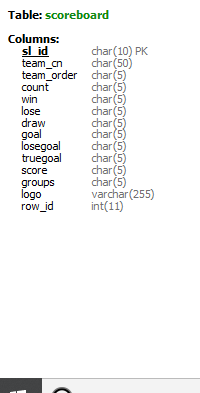 Table: scoreboard
Columns:
sl_id char(10) PK
team_cn char(50)
team_order char(5)
count char(5)
win char(5)
lose char(5)
draw char(5)
goal char(5)
losegoal char(5)
truegoal char(5)
score char(5)
groups char(5)
logo varchar(255)
row_id int(11)